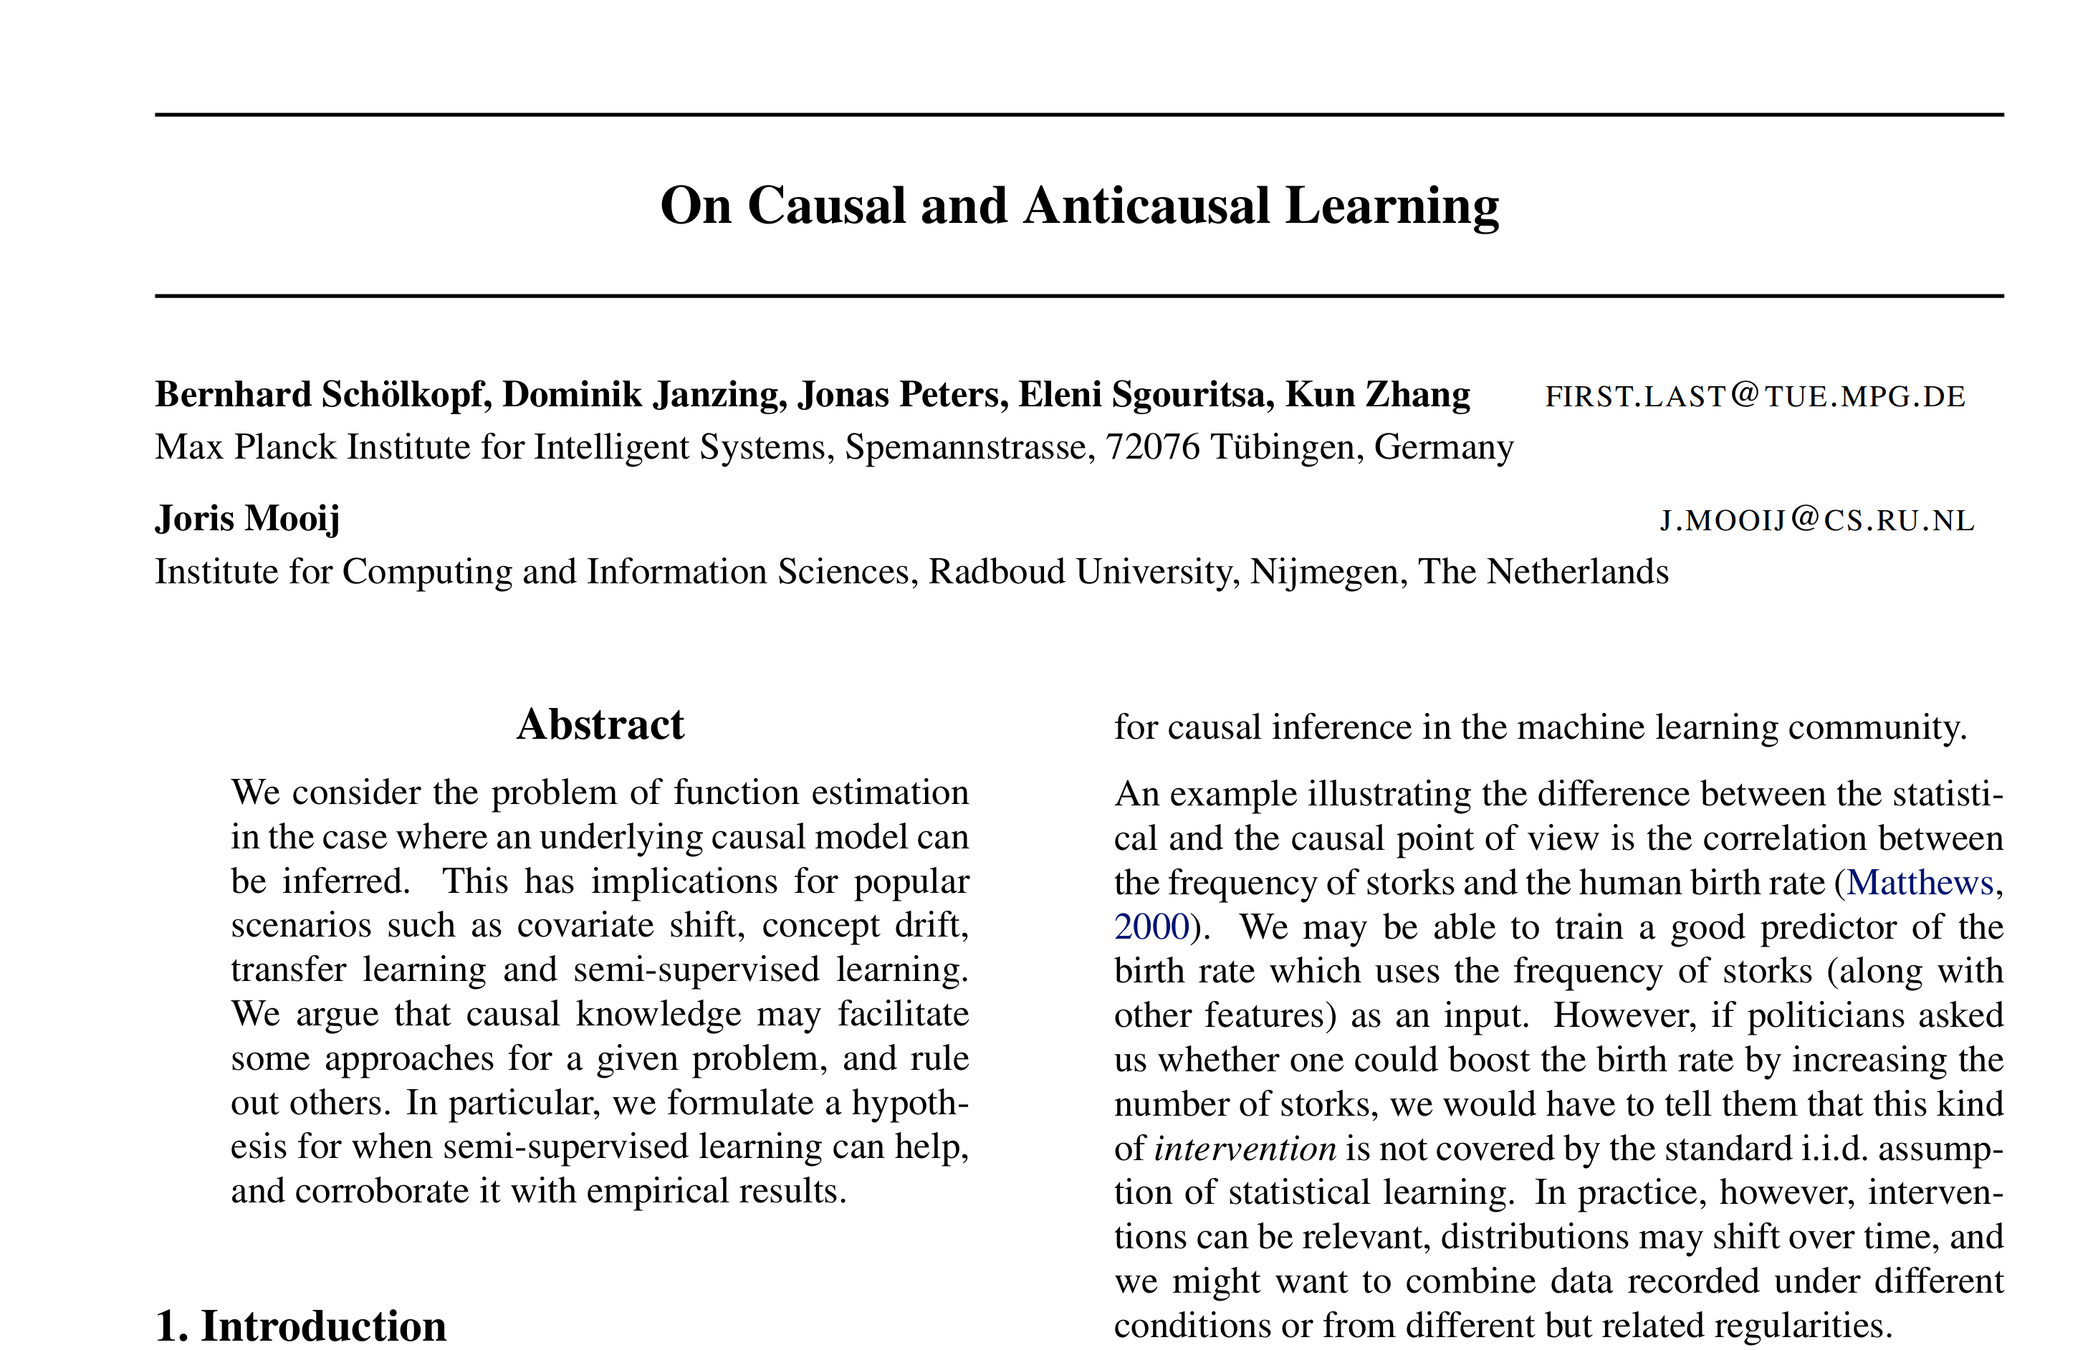 On Causal and Anticausal Learning
Bernhard Schölkopf, Dominik Janzing, Jonas Peters, Eleni Sgouritsa, Kun Zhang FIRST.LAST@TUE.MPG.DE
Max Planck Institute for Intelligent Systems, Spemannstrasse, 72076 Tübingen, Germany
Joris Mooij J.MOOIJ@CS.RU.NL
Institute for Computing and Information Sciences, Radboud University, Nijmegen, The Netherlands
Abstract
We consider the problem of function estimation
in the case where an underlying causal model can
be inferred. This has implications for popular
scenarios such as covariate shift, concept drift,
transfer learning and semi-supervised learning.
We argue that causal knowledge may facilitate
some approaches for a given problem, and rule
out others. In particular, we formulate a hypoth-
esis for when semi-supervised learning can help,
and corroborate it with empirical results.
1. Introduction
for causal inference in the machine learning community.
An example illustrating the difference between the statisti-
cal and the causal point of view is the correlation between
the frequency of storks and the human birth rate (Matthews,
2000). We may be able to train a good predictor of the
birth rate which uses the frequency of storks (along with
other features) as an input. However, if politicians asked
us whether one could boost the birth rate by increasing the
number of storks, we would have to tell them that this kind
of intervention is not covered by the standard i.i.d. assump-
tion of statistical learning. In practice, however, interven-
tions can be relevant, distributions may shift over time, and
we might want to combine data recorded under different
conditions or from different but related regularities.